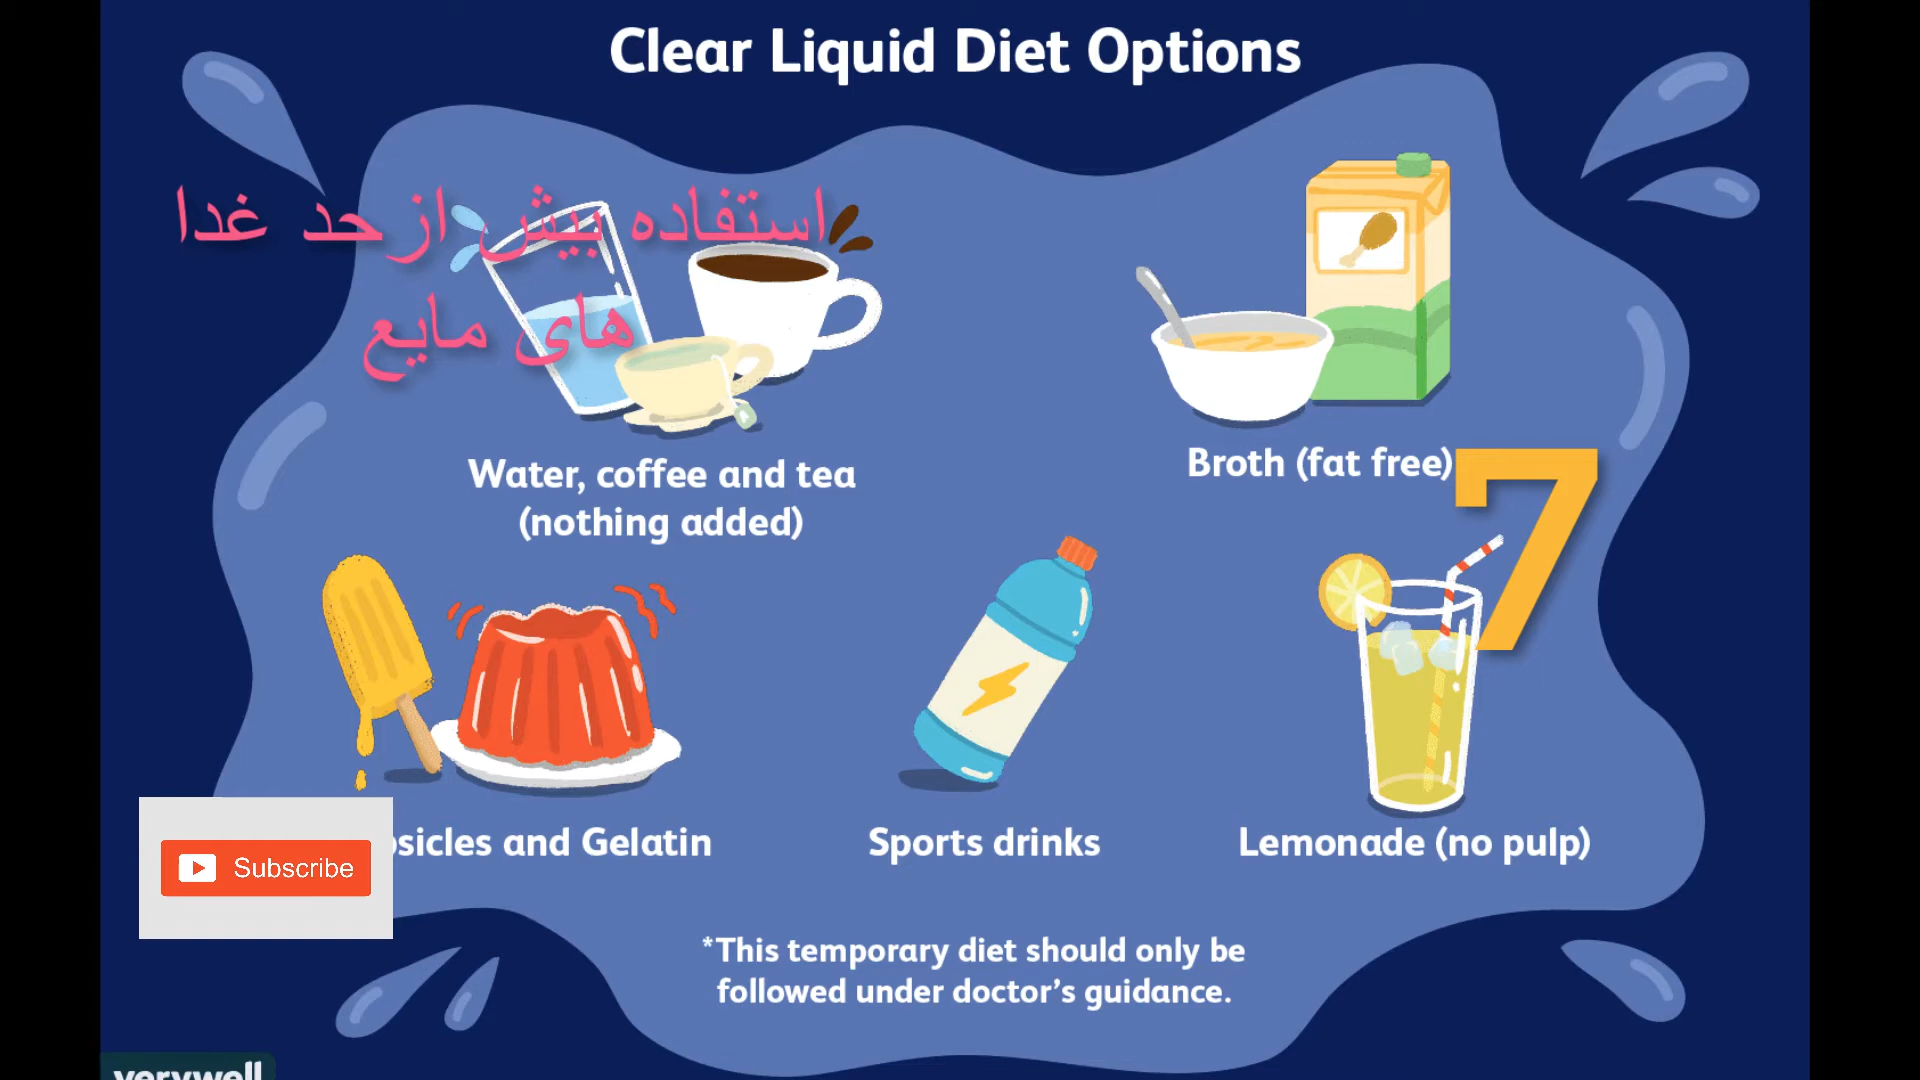 Clear Liquid Diet Options
استفاده بیش از حد غدا
های مایع
Water, coffee and tea
(nothing added)
Broth (fat free)
7
sicles and Gelatin
Sports drinks
Lemonade (no pulp)
Subscribe
*This temporary diet should only be
followed under doctor's guidance.
verywell